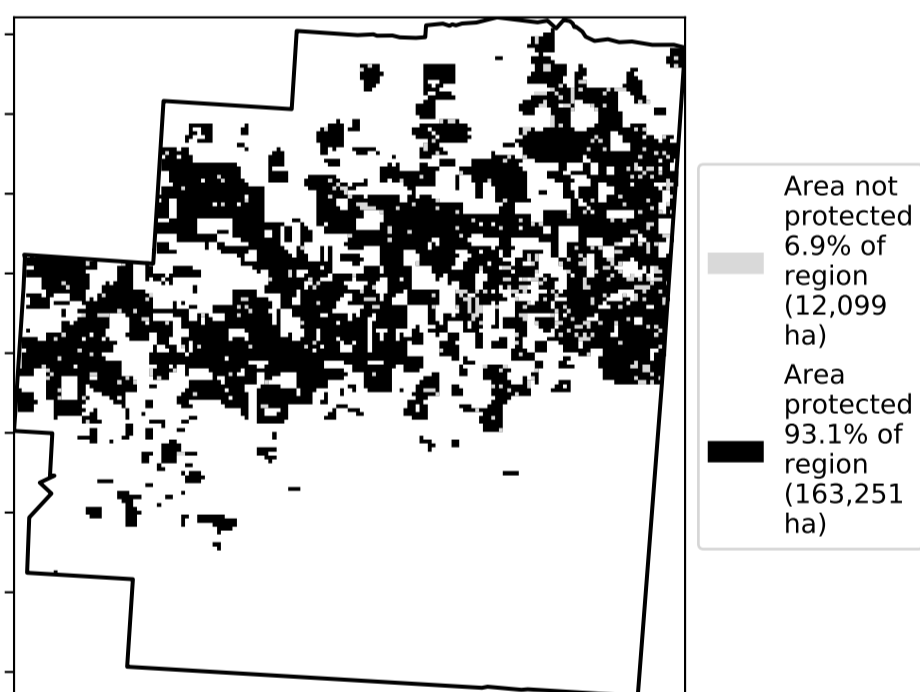 Area not
protected
6.9% of
region
(12,099
ha)
Area
protected
93.1% of
region
(163,251
ha)